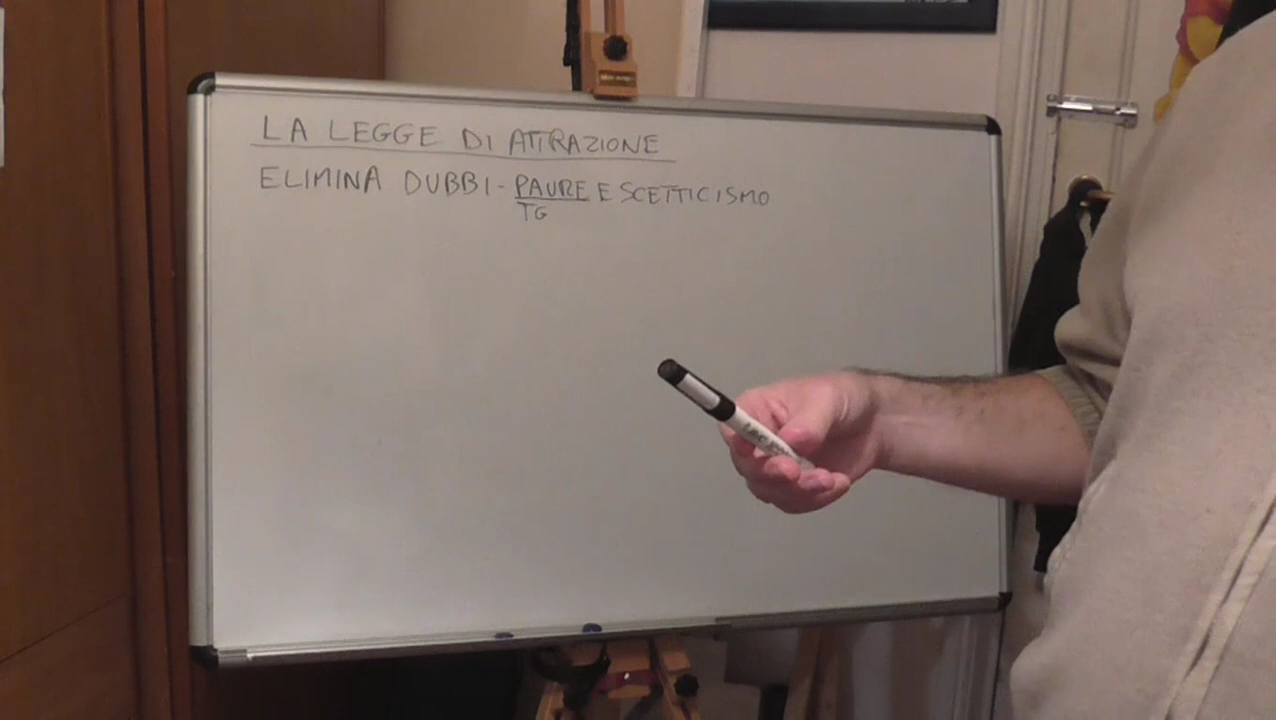 LA LEGGE DI ATTRAZIONE
ELIMINA DUBBI - PAURE E SCETTICISMO
TG